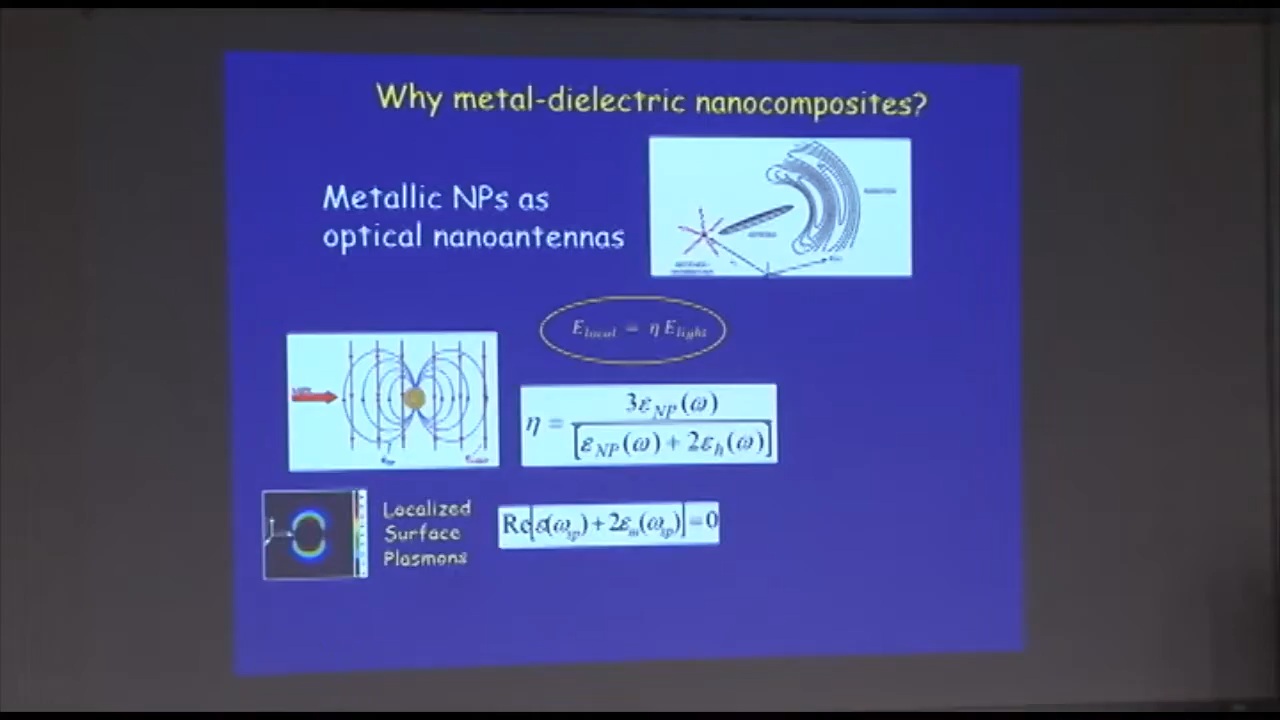 Why metal-dielectric nanocomposites?
Metallic NPs as
optical nanoantennas
E_local = η E_light
η = 3ε_NP(ω) / [ε_NP(ω) + 2ε_h(ω)]
Localized
Surface
Plasmons
Re[ε(ω_sp) + 2ε_m(ω_sp)] = 0